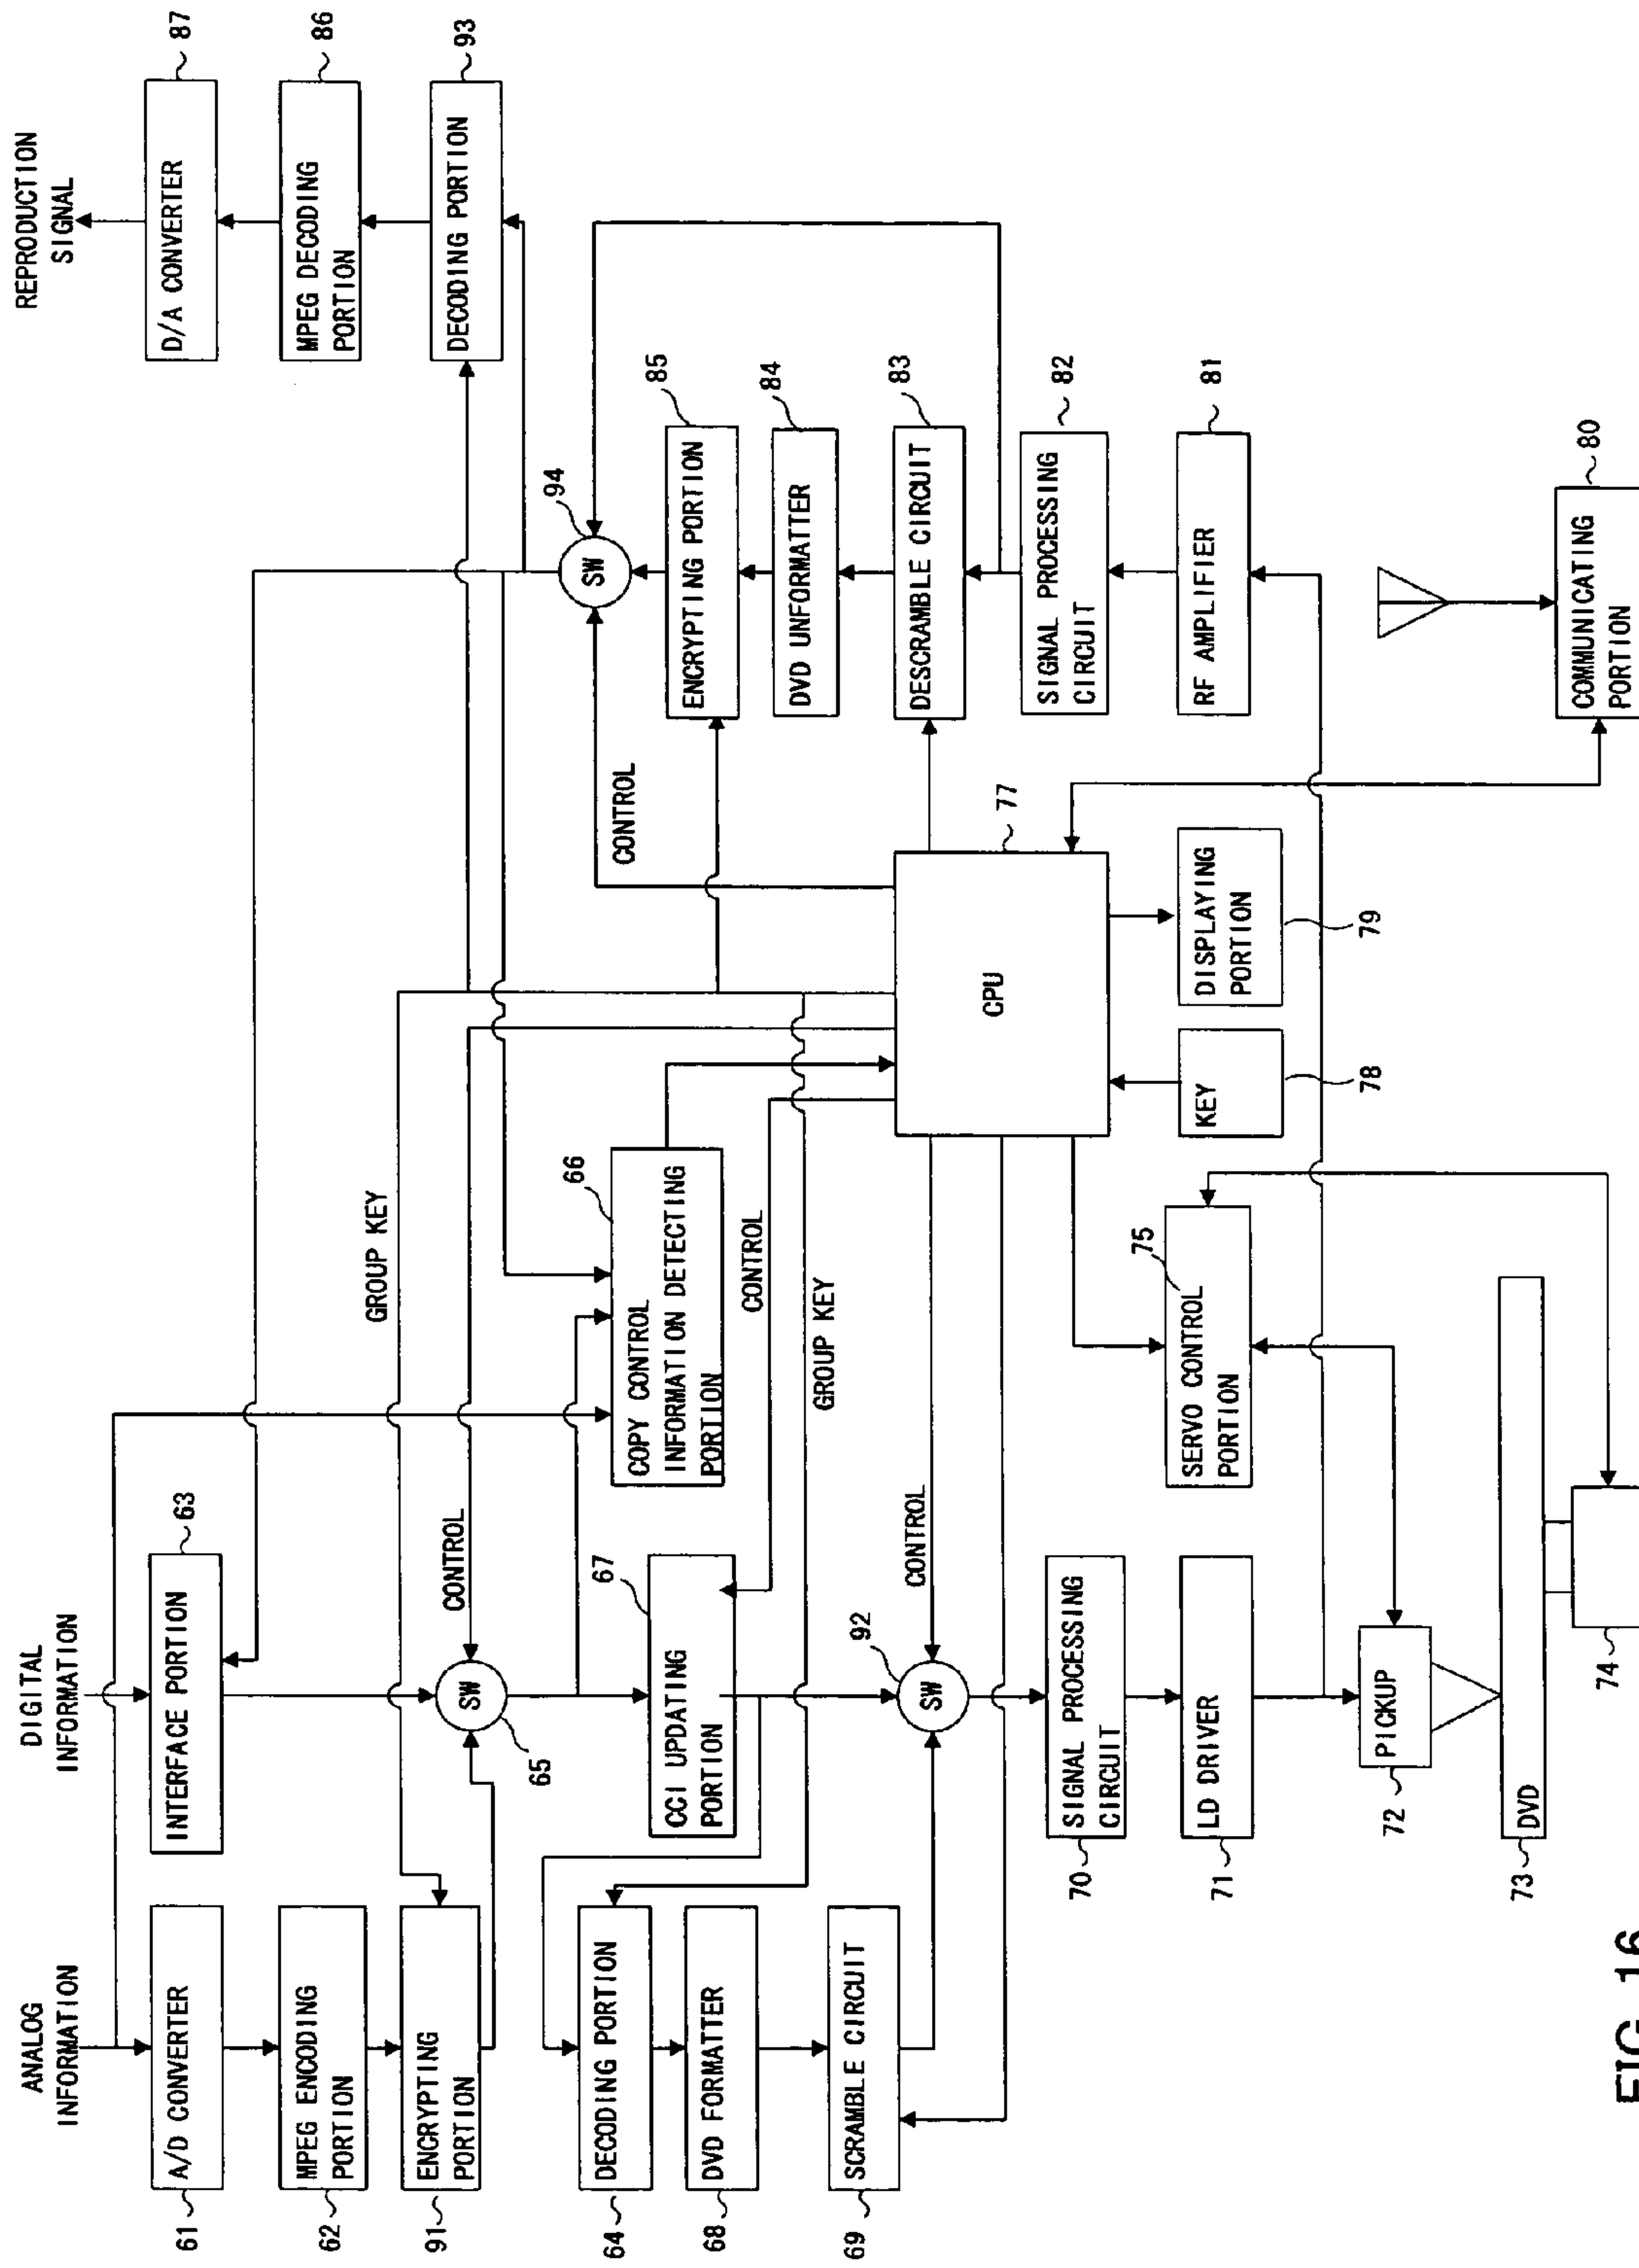 ANALOG
INFORMATION
DIGITAL
INFORMATION
REPRODUCTION
SIGNAL
61
A/D CONVERTER
INTERFACE PORTION
63
D/A CONVERTER
87
62
MPEG ENCODING
PORTION
MPEG DECODING
PORTION
86
91
ENCRYPTING
PORTION
GROUP KEY
DECODING PORTION
93
CONTROL
SW
65
66
COPY CONTROL
INFORMATION DETECTING
PORTION
CONTROL
SW
94
64
DECODING PORTION
67
CCI UPDATING
PORTION
ENCRYPTING PORTION
85
68
DVD FORMATTER
CONTROL
GROUP KEY
DVD UNFORMATTER
84
69
SCRAMBLE CIRCUIT
92
SW
CONTROL
CPU
77
DESCRAMBLE CIRCUIT
83
70
SIGNAL PROCESSING
CIRCUIT
SIGNAL PROCESSING
CIRCUIT
82
71
LD DRIVER
75
SERVO CONTROL
PORTION
KEY
78
DISPLAYING
PORTION
79
RF AMPLIFIER
81
72
PICKUP
73
DVD
74
COMMUNICATING
PORTION
80
FIG. 16